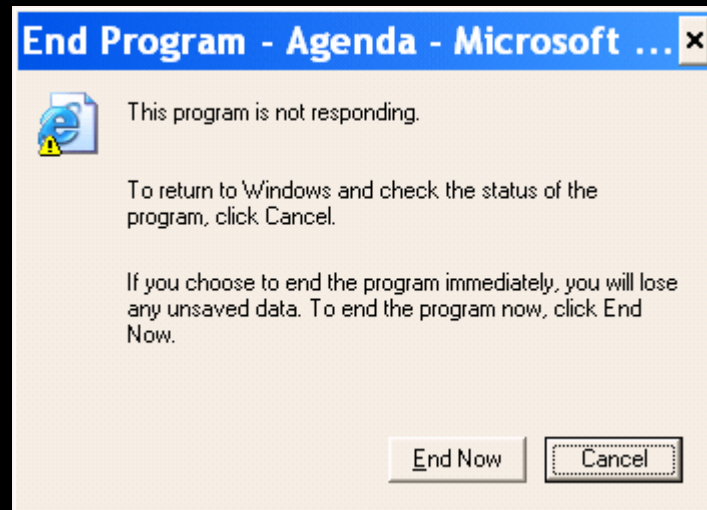 End Program - Agenda - Microsoft ...
This program is not responding.
To return to Windows and check the status of the
program, click Cancel.
If you choose to end the program immediately, you will lose
any unsaved data. To end the program now, click End
Now.
End Now
Cancel